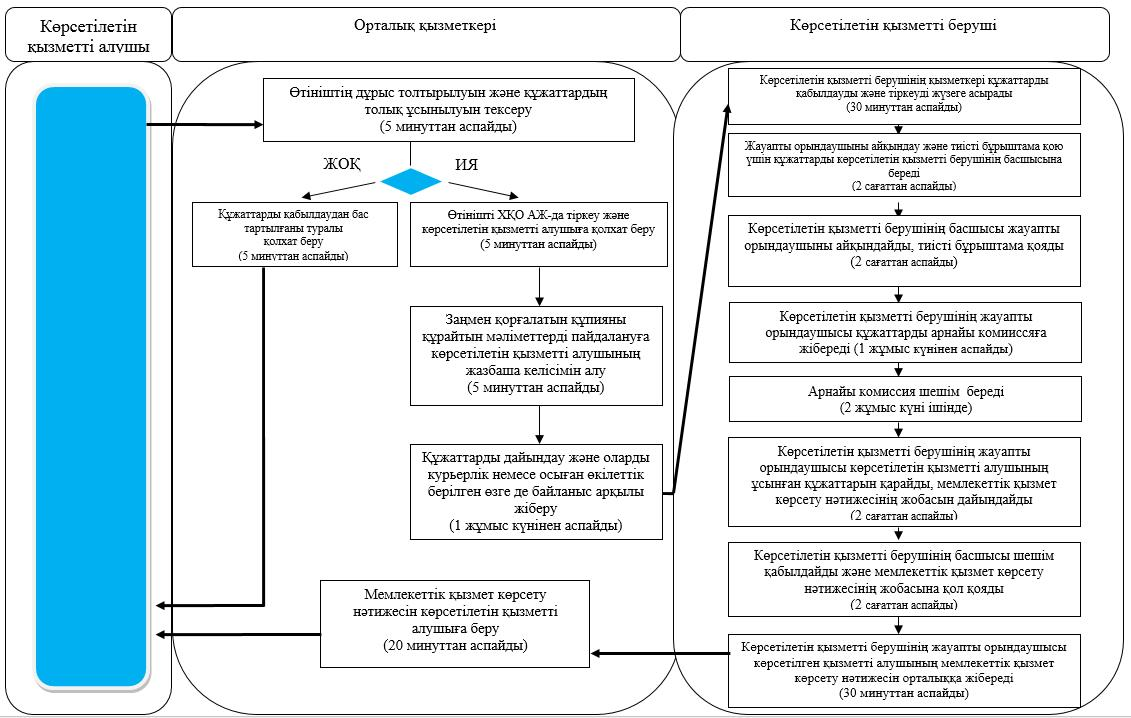 Көрсетілетін
қызметті алушы
Орталық қызметкері
Көрсетілетін қызметті беруші
Өтініштің дұрыс толтырылуын және құжаттардың
толық ұсынылуын тексеру
(5 минуттан аспайды)
ЖОҚ
ИЯ
Құжаттарды қабылдаудан бас
тартылғаны туралы
қолхат беру
(5 минуттан аспайды)
Өтінішті ХҚО АЖ-да тіркеу және
көрсетілетін қызметті алушыға қолхат беру
(5 минуттан аспайды)
Заңмен қорғалатын құпияны
құрайтын мәліметтерді пайдалануға
көрсетілетін қызметті алушының
жазбаша келісімін алу
(5 минуттан аспайды)
Құжаттарды дайындау және оларды
курьерлік немесе осыған өкілеттік
берілген өзге де байланыс арқылы
жіберу
(1 жұмыс күнінен аспайды)
Мемлекеттік қызмет көрсету
нәтижесін көрсетілетін қызметті
алушыға беру
(20 минуттан аспайды)
Көрсетілетін қызметті берушінің қызметкері құжаттарды
қабылдауды және тіркеуді жүзеге асырады
(30 минуттан аспайды)
Жауапты орындаушыны айқындау және тиісті бұрыштама қою
үшін құжаттарды көрсетілетін қызметті берушінің басшысына
береді
(2 сағаттан аспайды)
Көрсетілетін қызметті берушінің басшысы жауапты
орындаушыны айқындайды, тиісті бұрыштама қояды
(2 сағаттан аспайды)
Көрсетілетін қызметті берушінің жауапты
орындаушысы құжаттарды арнайы комиссяға
жібереді (1 жұмыс күнінен аспайды)
Арнайы комиссия шешім береді
(2 жұмыс күні ішінде)
Көрсетілетін қызметті берушінің жауапты
орындаушысы көрсетілетін қызметті алушының
ұсынған құжаттарын қарайды, мемлекеттік қызмет
көрсету нәтижесінің жобасын дайындайды
(2 сағаттан аспайды)
Көрсетілетін қызметті берушінің басшысы шешім
қабылдайды және мемлекеттік қызмет көрсету
нәтижесінің жобасына қол қояды
(2 сағаттан аспайды)
Көрсетілетін қызметті берушінің жауапты орындаушысы
көрсетілген қызметті алушының мемлекеттік қызмет
көрсету нәтижесін орталыққа жібереді
(30 минуттан аспайды)